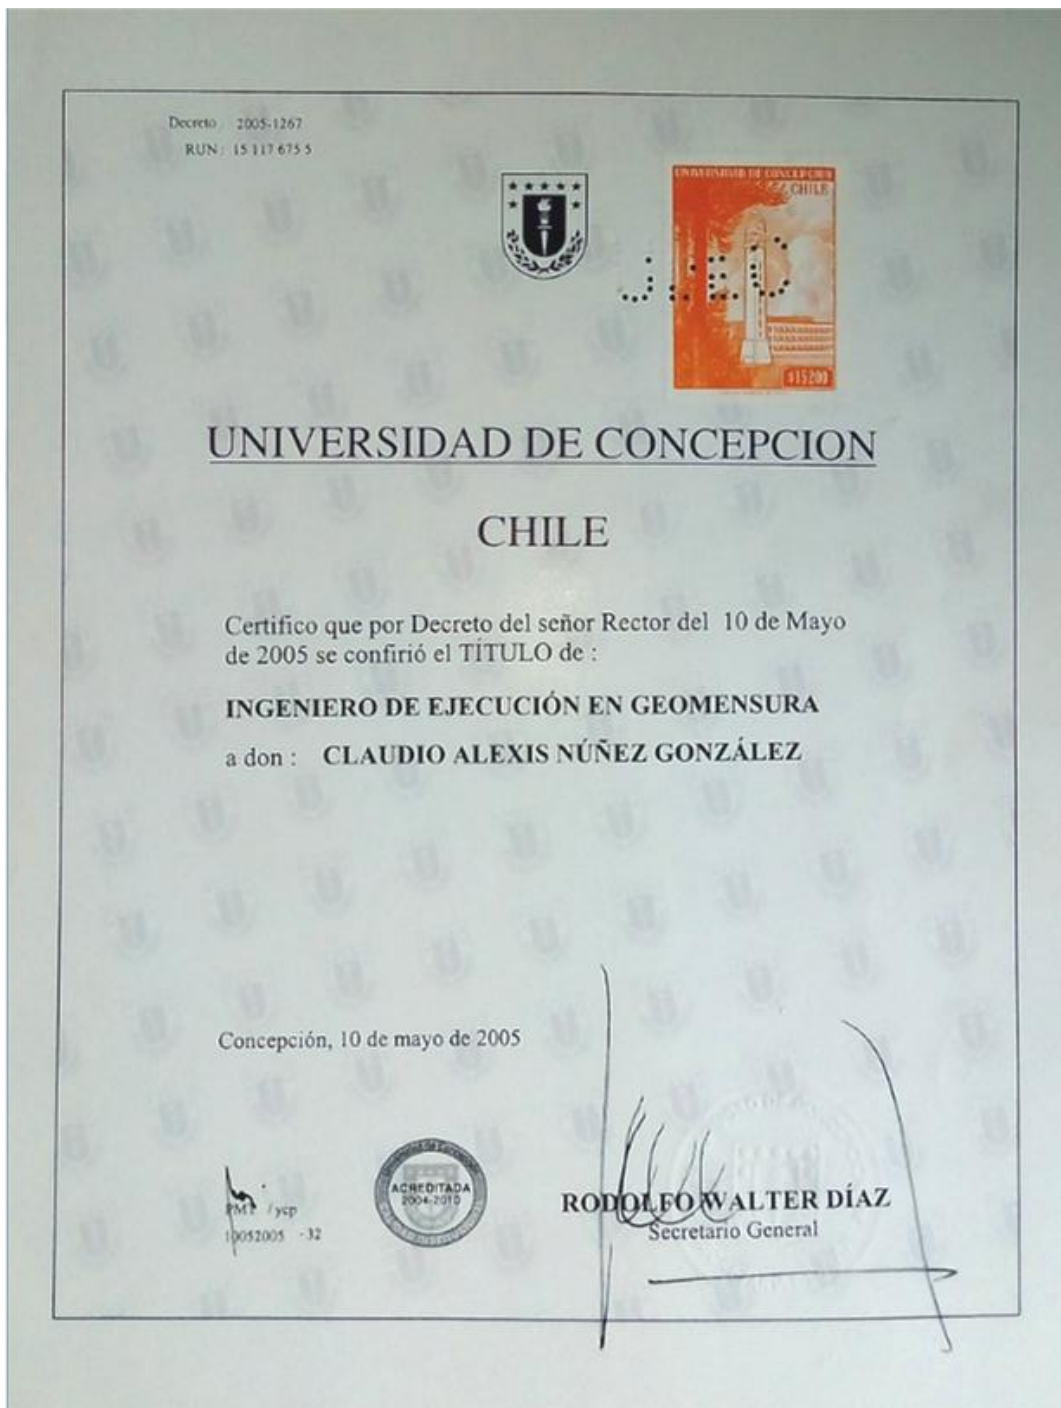 Decreto : 2005-1267
RUN : 15 117 675 5
UNIVERSIDAD DE CONCEPCION
CHILE
$15200
UNIVERSIDAD DE CONCEPCION
CHILE
Certifico que por Decreto del señor Rector del 10 de Mayo
de 2005 se confirió el TÍTULO de :
INGENIERO DE EJECUCIÓN EN GEOMENSURA
a don : CLAUDIO ALEXIS NÚÑEZ GONZÁLEZ
Concepción, 10 de mayo de 2005
ACREDITADA
2004-2010
PMT /ycp
10052005 -32
RODOLFO WALTER DÍAZ
Secretario General